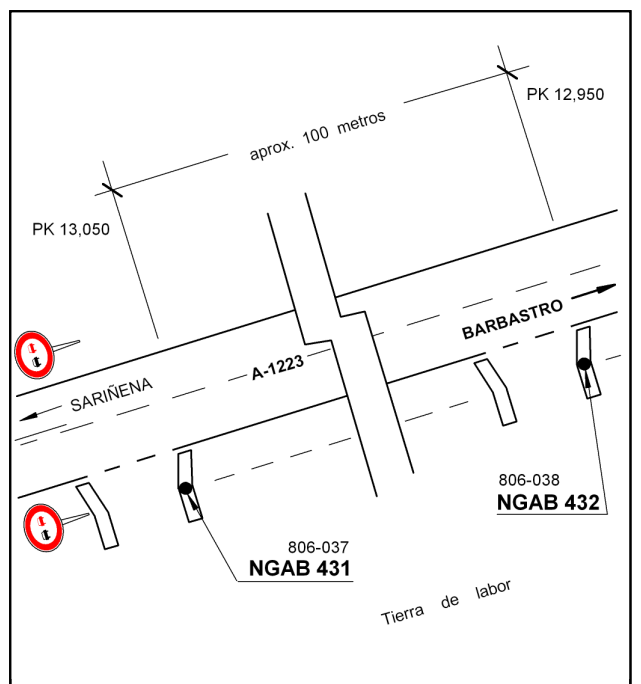 PK 12,950
aprox. 100 metros
PK 13,050
BARBASTRO
A-1223
SARIÑENA
806-038
NGAB 432
806-037
NGAB 431
Tierra de labor